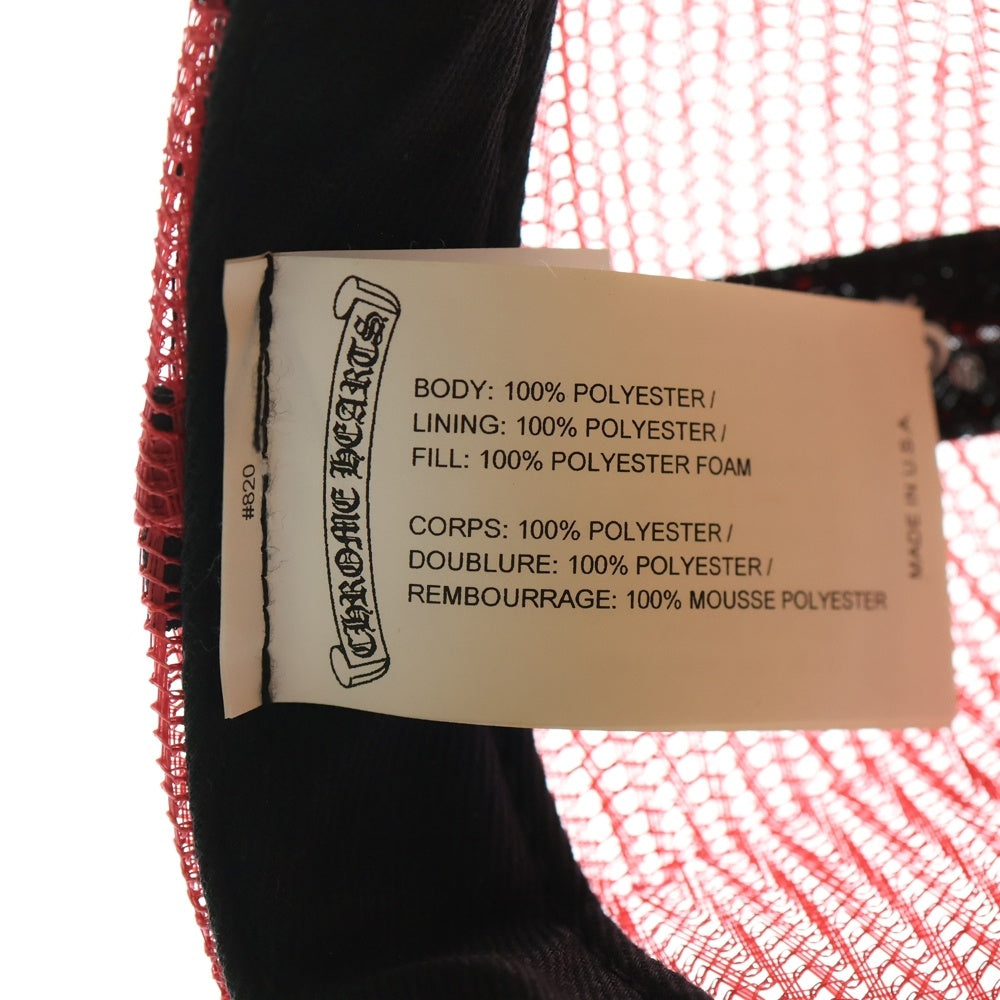 CHROME HEARTS
#820
BODY: 100% POLYESTER /
LINING: 100% POLYESTER /
FILL: 100% POLYESTER FOAM
CORPS: 100% POLYESTER /
DOUBLURE: 100% POLYESTER /
REMBOURRAGE: 100% MOUSSE POLYESTER
MADE IN U.S.A.